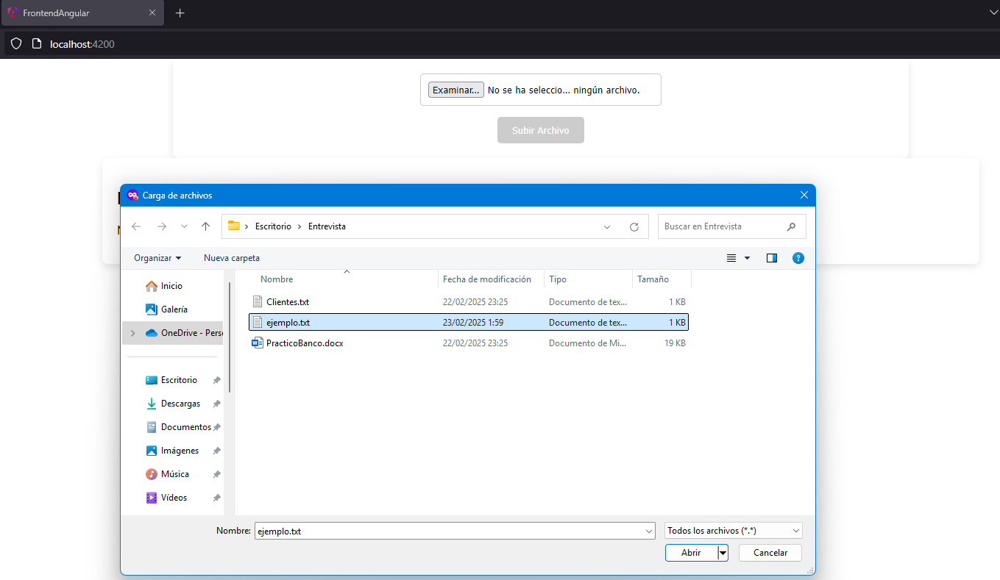 FrontendAngular
localhost:4200
Examinar... No se ha seleccio... ningún archivo.
Subir Archivo
Carga de archivos
Escritorio > Entrevista
Buscar en Entrevista
Organizar Nueva carpeta
Nombre Fecha de modificación Tipo Tamaño
Inicio
Galería
OneDrive - Pers
Clientes.txt 22/02/2025 23:25 Documento de tex... 1 KB
ejemplo.txt 23/02/2025 1:59 Documento de tex... 1 KB
PracticoBanco.docx 22/02/2025 23:25 Documento de Mi... 19 KB
Escritorio
Descargas
Documentos
Imágenes
Música
Vídeos
Nombre: ejemplo.txt Todos los archivos (*.*)
Abrir Cancelar